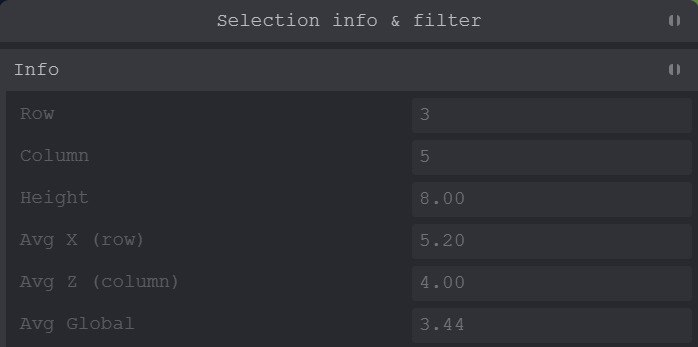 Selection info & filter
Info
Row 3
Column 5
Height 8.00
Avg X (row) 5.20
Avg Z (column) 4.00
Avg Global 3.44